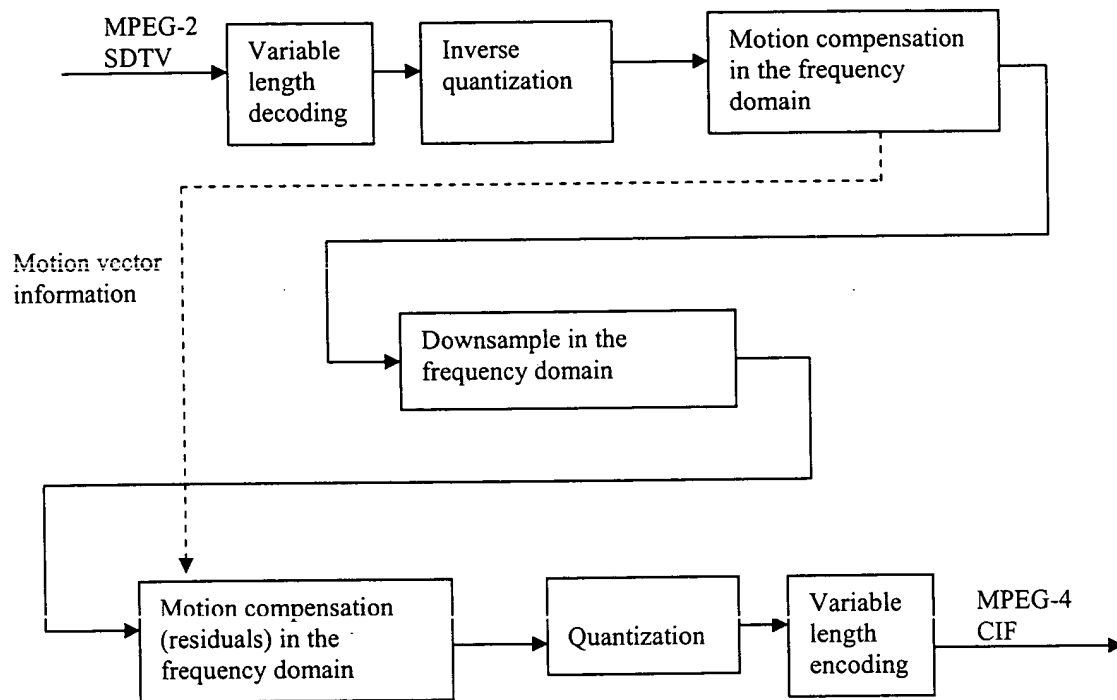 MPEG-2
SDTV
Variable
length
decoding
Inverse
quantization
Motion compensation
in the frequency
domain
Motion vector
information
Downsample in the
frequency domain
Motion compensation
(residuals) in the
frequency domain
Quantization
Variable
length
encoding
MPEG-4
CIF